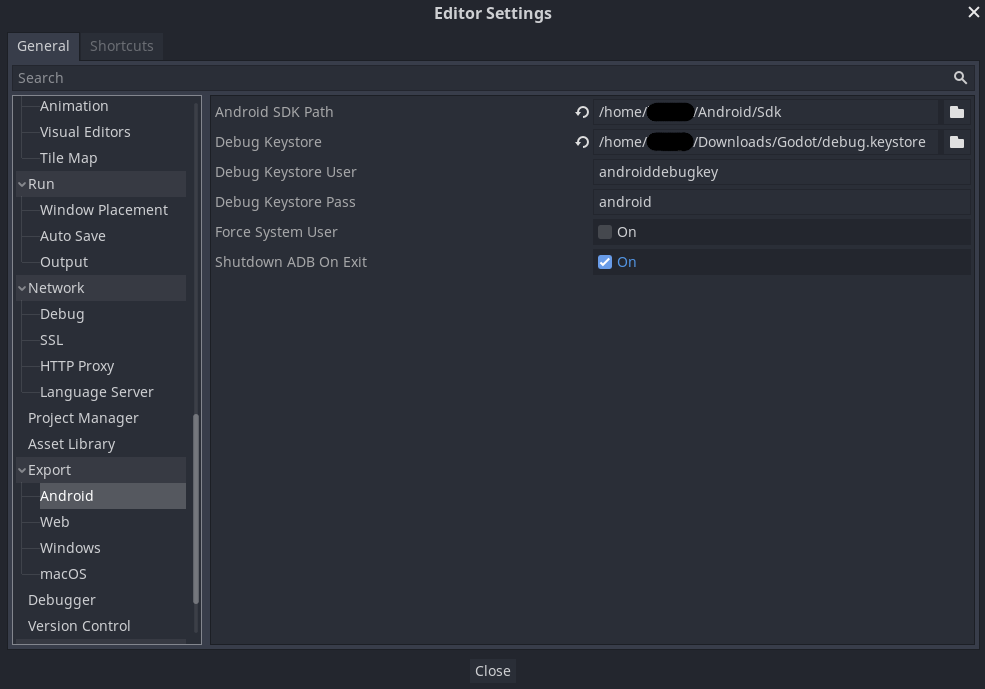 Editor Settings
General
Shortcuts
Search
Animation
Visual Editors
Tile Map
Run
Window Placement
Auto Save
Output
Network
Debug
SSL
HTTP Proxy
Language Server
Project Manager
Asset Library
Export
Android
Web
Windows
macOS
Debugger
Version Control
Android SDK Path /home/ /Android/Sdk
Debug Keystore /home/ /Downloads/Godot/debug.keystore
Debug Keystore User androiddebugkey
Debug Keystore Pass android
Force System User On
Shutdown ADB On Exit On
Close